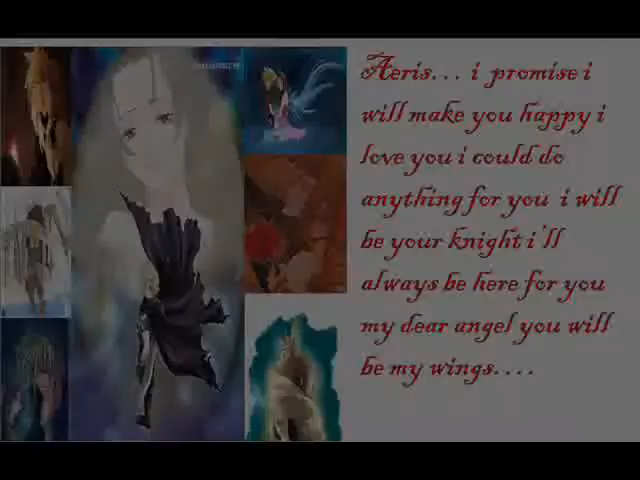 Aeris... i promise i
will make you happy i
love you i could do
anything for you i will
be your knight i'll
always be here for you
my dear angel you will
be my wings....